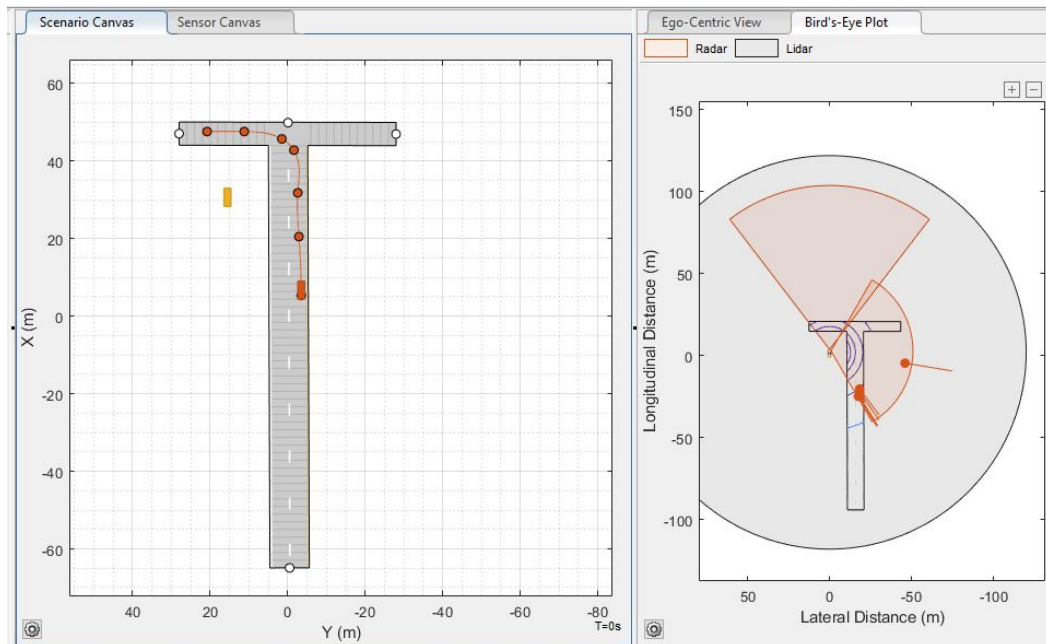 Scenario Canvas
Sensor Canvas
60
40
20
0
-20
-40
-60
X (m)
40
20
0
-20
-40
-60
-80
Y (m)
T=0s
Ego-Centric View
Bird's-Eye Plot
Radar
Lidar
150
100
50
0
-50
-100
Longitudinal Distance (m)
50
0
-50
-100
Lateral Distance (m)